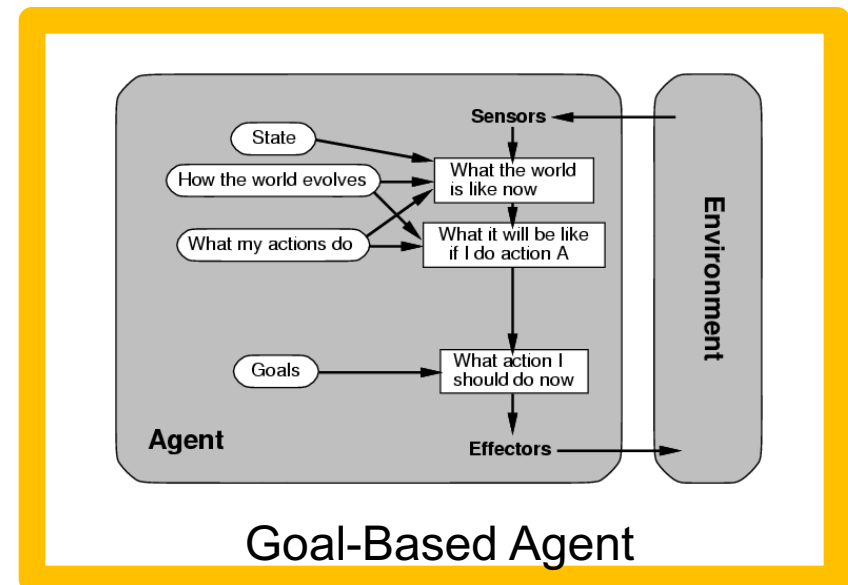 Sensors
State
What the world
is like now
How the world evolves
What it will be like
if I do action A
What my actions do
Environment
What action I
should do now
Goals
Agent
Effectors
Goal-Based Agent